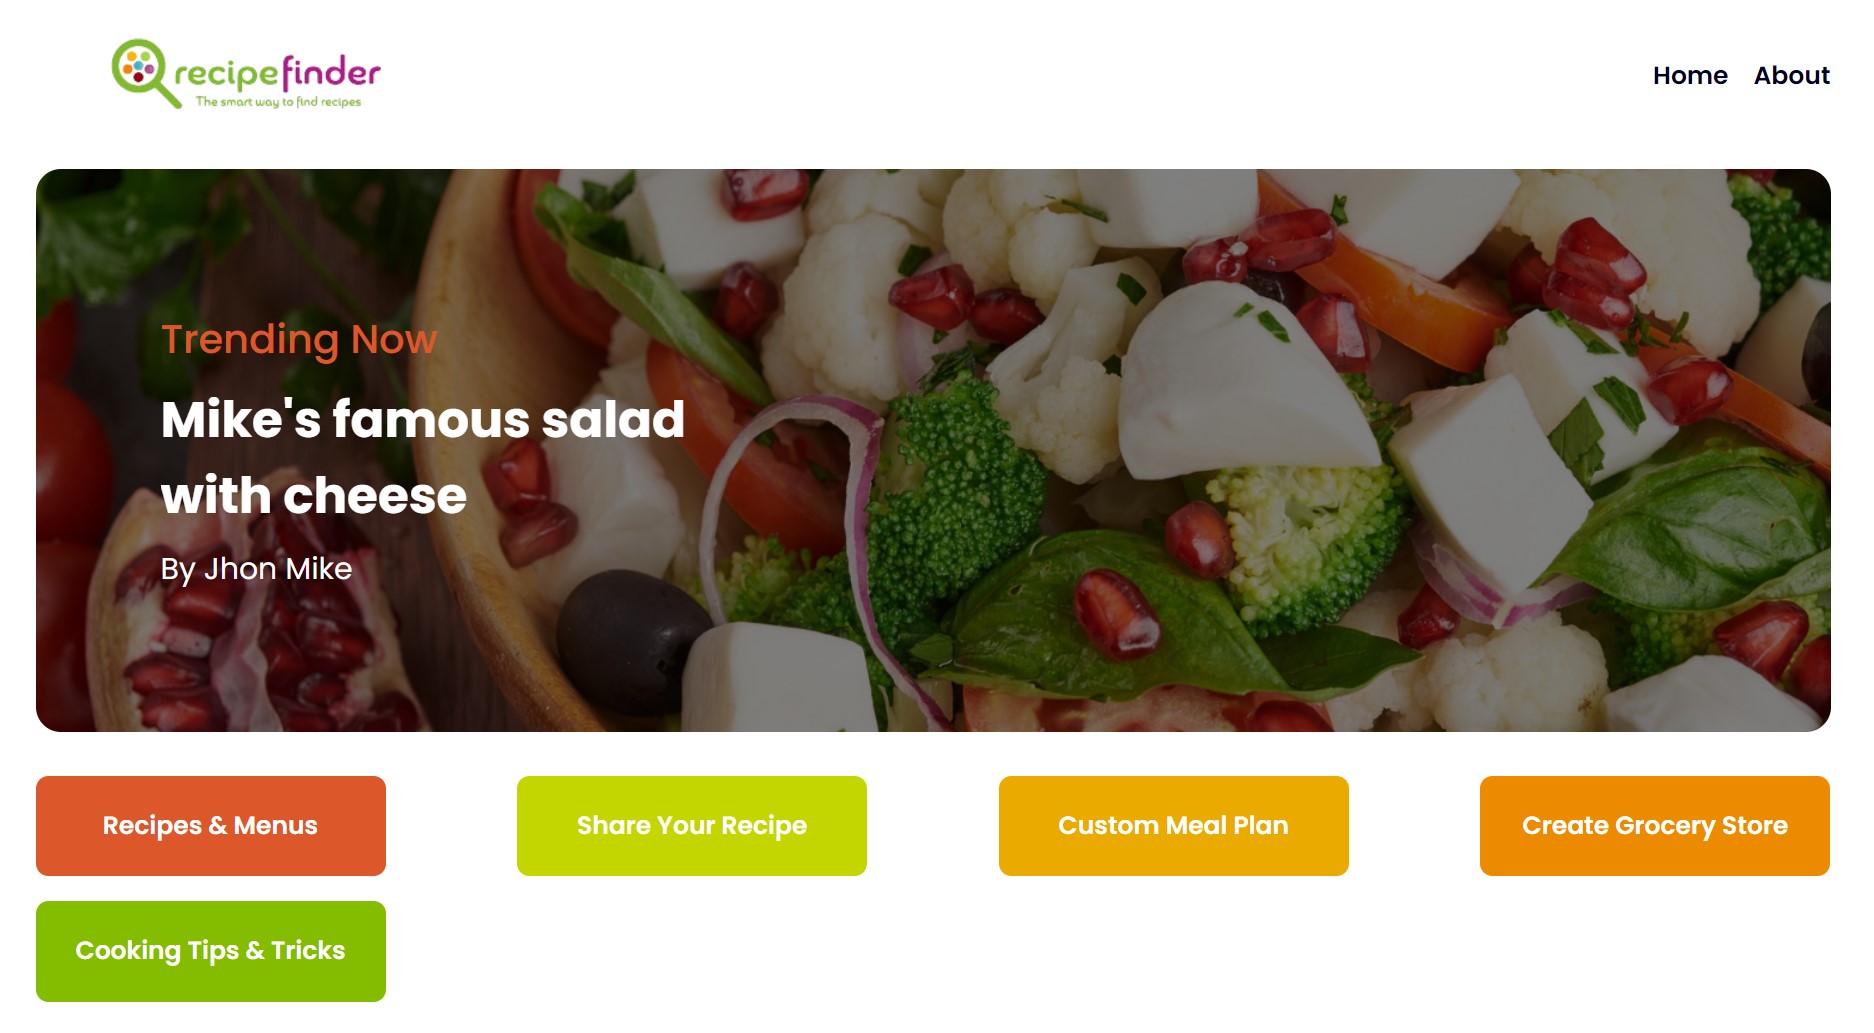 recipefinder
The smart way to find recipes
Home About
Trending Now
Mike's famous salad
with cheese
By Jhon Mike
Recipes & Menus
Share Your Recipe
Custom Meal Plan
Create Grocery Store
Cooking Tips & Tricks